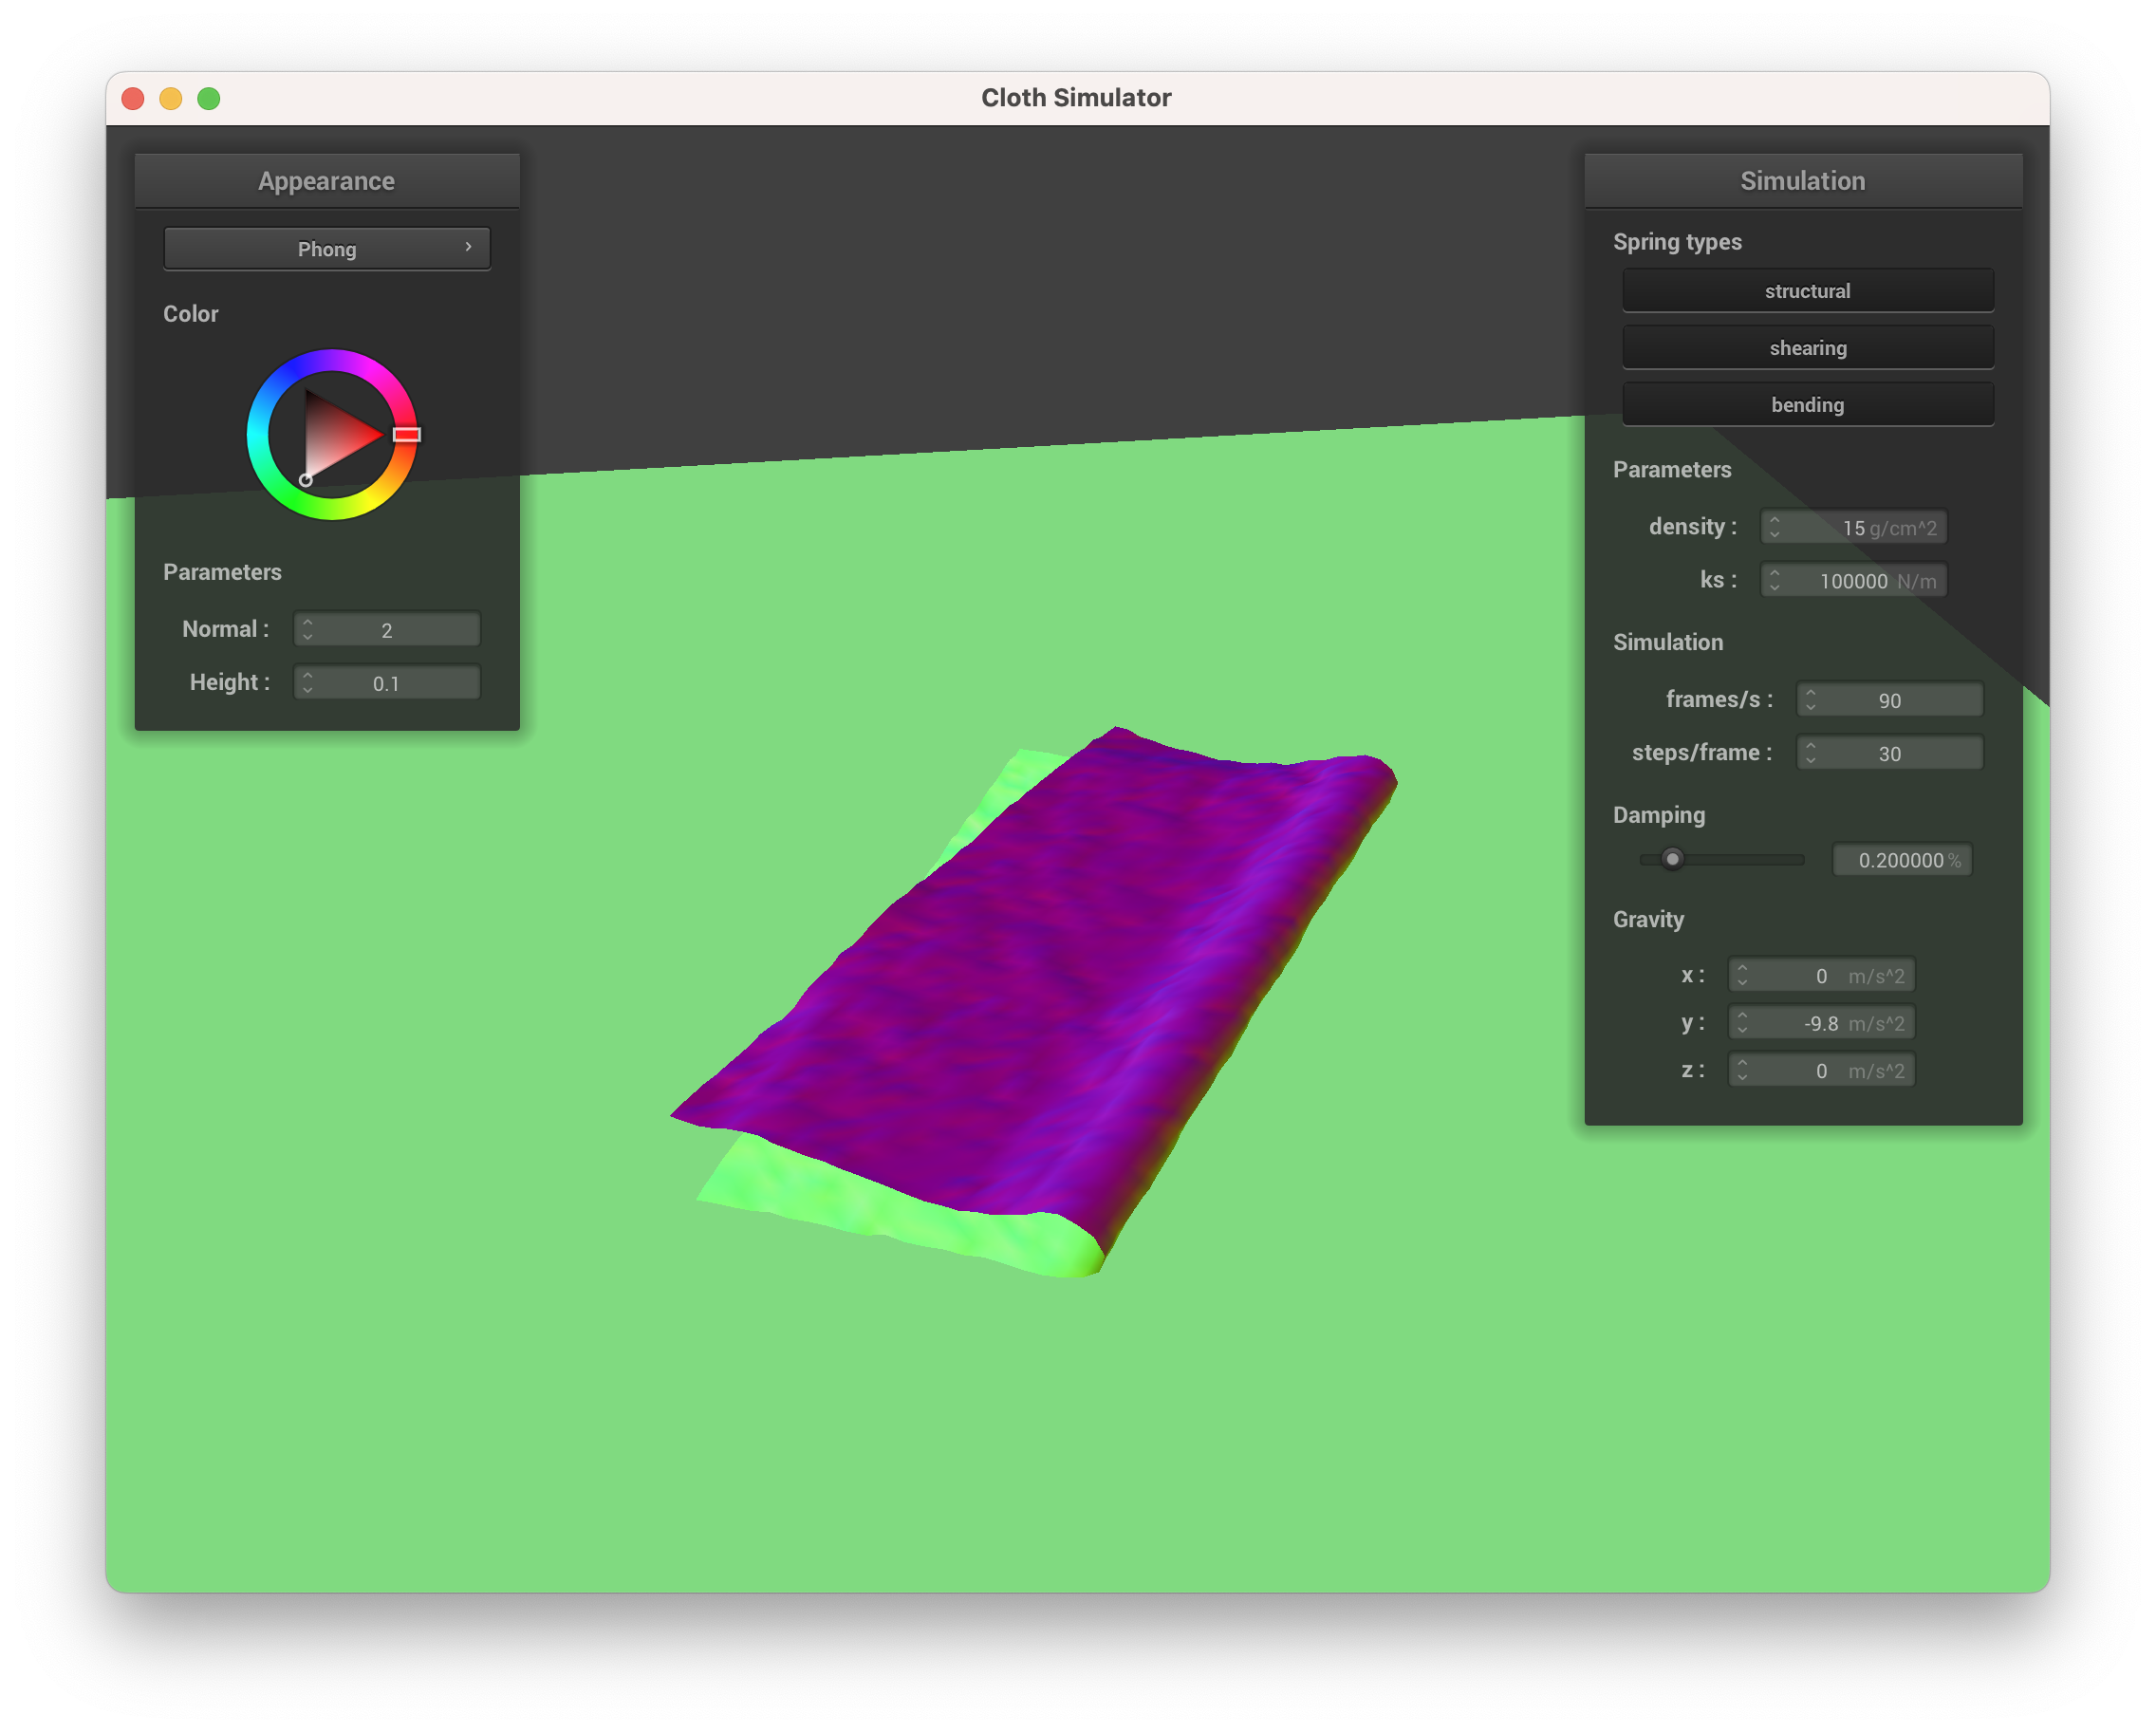 Cloth Simulator
Appearance
Phong
Color
Parameters
Normal : 2
Height : 0.1
Simulation
Spring types
structural
shearing
bending
Parameters
density : 15 g/cm^2
ks : 100000 N/m
Simulation
frames/s : 90
steps/frame : 30
Damping
0.200000 %
Gravity
x : 0 m/s^2
y : -9.8 m/s^2
z : 0 m/s^2